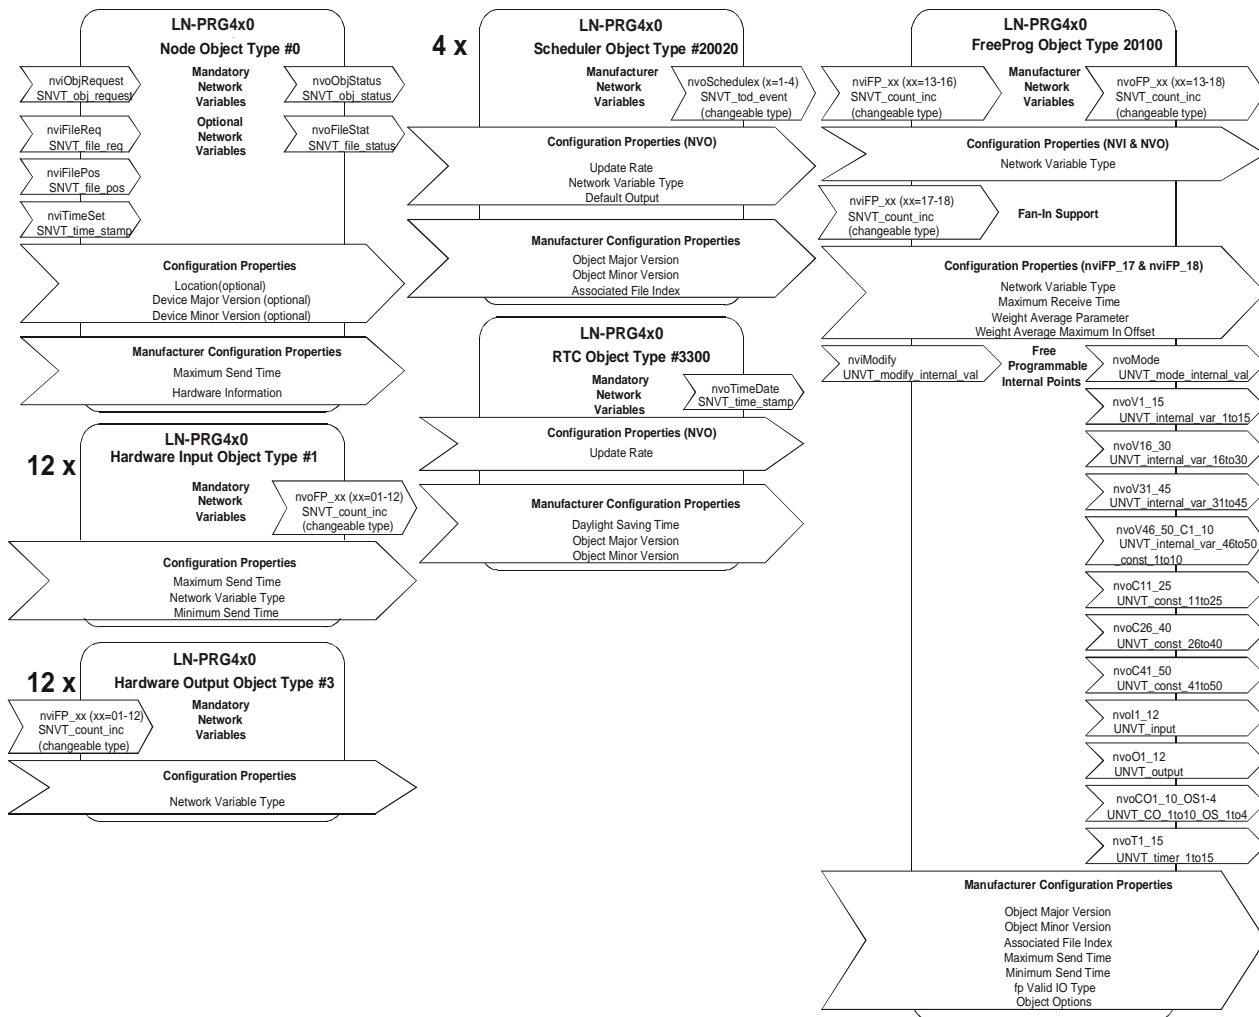 LN-PRG4x0
Node Object Type #0
nviObjRequest
SNVT_obj_request
Mandatory
Network
Variables
nvoObjStatus
SNVT_obj_status
nviFileReq
SNVT_file_req
Optional
Network
Variables
nvoFileStat
SNVT_file_status
nviFilePos
SNVT_file_pos
nviTimeSet
SNVT_time_stamp
Configuration Properties
Location(optional)
Device Major Version (optional)
Device Minor Version (optional)
Manufacturer Configuration Properties
Maximum Send Time
Hardware Information
12 x
LN-PRG4x0
Hardware Input Object Type #1
Mandatory
Network
Variables
nvoFP_xx (xx=01-12)
SNVT_count_inc
(changeable type)
Configuration Properties
Maximum Send Time
Network Variable Type
Minimum Send Time
12 x
LN-PRG4x0
Hardware Output Object Type #3
Mandatory
Network
Variables
nviFP_xx (xx=01-12)
SNVT_count_inc
(changeable type)
Configuration Properties
Network Variable Type
4 x
LN-PRG4x0
Scheduler Object Type #20020
Manufacturer
Network
Variables
nvoSchedulex (x=1-4)
SNVT_tod_event
(changeable type)
Configuration Properties (NVO)
Update Rate
Network Variable Type
Default Output
Manufacturer Configuration Properties
Object Major Version
Object Minor Version
Associated File Index
LN-PRG4x0
RTC Object Type #3300
Mandatory
Network
Variables
nvoTimeDate
SNVT_time_stamp
Configuration Properties (NVO)
Update Rate
Manufacturer Configuration Properties
Daylight Saving Time
Object Major Version
Object Minor Version
LN-PRG4x0
FreeProg Object Type 20100
nviFP_xx (xx=13-16)
SNVT_count_inc
(changeable type)
Manufacturer
Network
Variables
nvoFP_xx (xx=13-18)
SNVT_count_inc
(changeable type)
Configuration Properties (NVI & NVO)
Network Variable Type
nviFP_xx (xx=17-18)
SNVT_count_inc
(changeable type)
Fan-In Support
Configuration Properties (nviFP_17 & nviFP_18)
Network Variable Type
Maximum Receive Time
Weight Average Parameter
Weight Average Maximum In Offset
nviModify
UNVT_modify_internal_val
Free
Programmable
Internal Points
nvoMode
UNVT_mode_internal_val
nvoV1_15
UNVT_internal_var_1to15
nvoV16_30
UNVT_internal_var_16to30
nvoV31_45
UNVT_internal_var_31to45
nvoV46_50_C1_10
UNVT_internal_var_46to50
_const_1to10
nvoC11_25
UNVT_const_11to25
nvoC26_40
UNVT_const_26to40
nvoC41_50
UNVT_const_41to50
nvoI1_12
UNVT_input
nvoO1_12
UNVT_output
nvoCO1_10_OS1-4
UNVT_CO_1to10_OS_1to4
nvoT1_15
UNVT_timer_1to15
Manufacturer Configuration Properties
Object Major Version
Object Minor Version
Associated File Index
Maximum Send Time
Minimum Send Time
fp Valid IO Type
Object Options